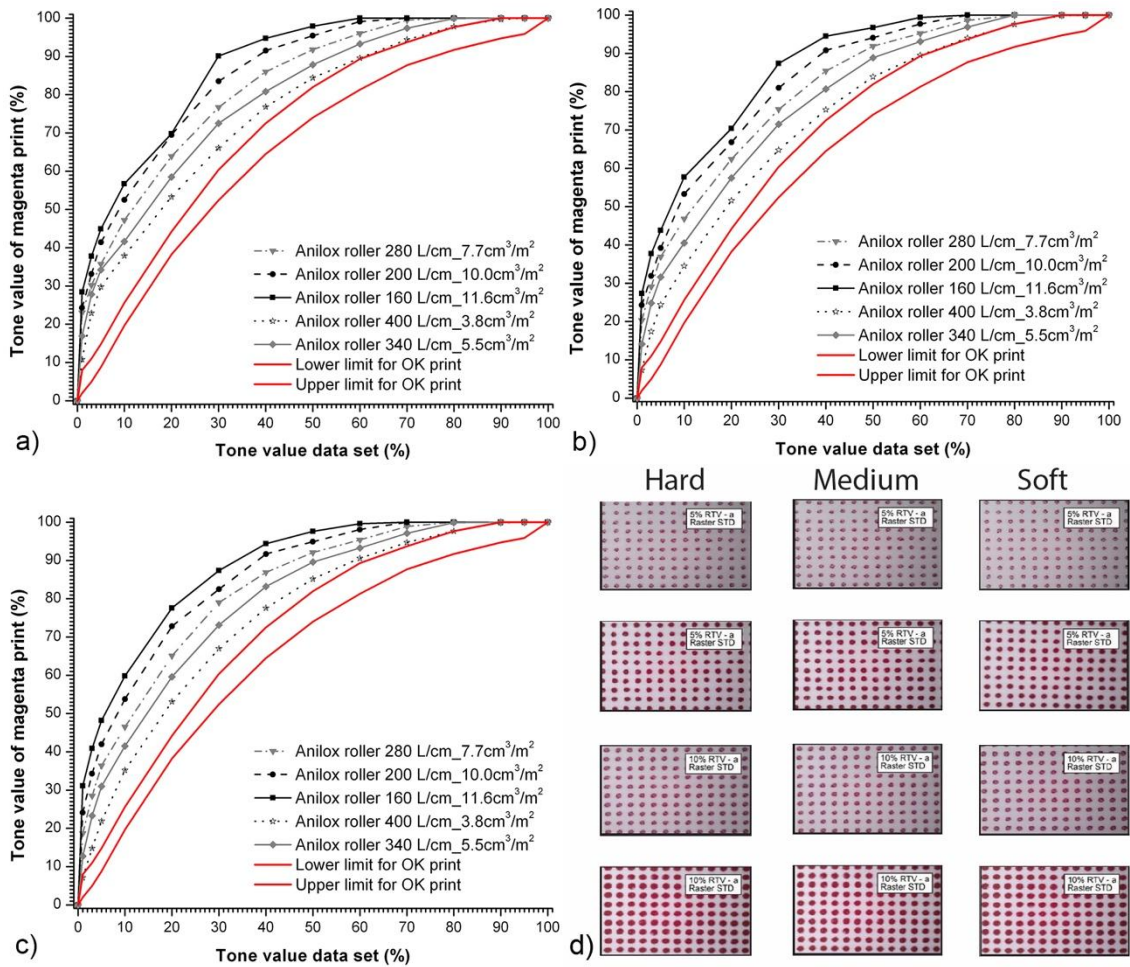 Tone value of magenta print (%)
100
90
80
70
60
50
40
30
20
10
0
Anilox roller 280 L/cm_7.7cm³/m²
Anilox roller 200 L/cm_10.0cm³/m²
Anilox roller 160 L/cm_11.6cm³/m²
Anilox roller 400 L/cm_3.8cm³/m²
Anilox roller 340 L/cm_5.5cm³/m²
Lower limit for OK print
Upper limit for OK print
0 10 20 30 40 50 60 70 80 90 100
a)
Tone value data set (%)
Tone value of magenta print (%)
100
90
80
70
60
50
40
30
20
10
0
Anilox roller 280 L/cm_7.7cm³/m²
Anilox roller 200 L/cm_10.0cm³/m²
Anilox roller 160 L/cm_11.6cm³/m²
Anilox roller 400 L/cm_3.8cm³/m²
Anilox roller 340 L/cm_5.5cm³/m²
Lower limit for OK print
Upper limit for OK print
0 10 20 30 40 50 60 70 80 90 100
b)
Tone value data set (%)
Tone value of magenta print (%)
100
90
80
70
60
50
40
30
20
10
0
Anilox roller 280 L/cm_7.7cm³/m²
Anilox roller 200 L/cm_10.0cm³/m²
Anilox roller 160 L/cm_11.6cm³/m²
Anilox roller 400 L/cm_3.8cm³/m²
Anilox roller 340 L/cm_5.5cm³/m²
Lower limit for OK print
Upper limit for OK print
0 10 20 30 40 50 60 70 80 90 100
c)
Tone value data set (%)
Hard Medium Soft
5% RTV - a
Raster STD
5% RTV - a
Raster STD
5% RTV - a
Raster STD
5% RTV - a
Raster STD
5% RTV - a
Raster STD
5% RTV - a
Raster STD
10% RTV - a
Raster STD
10% RTV - a
Raster STD
10% RTV - a
Raster STD
10% RTV - a
Raster STD
10% RTV - a
Raster STD
10% RTV - a
Raster STD
d)